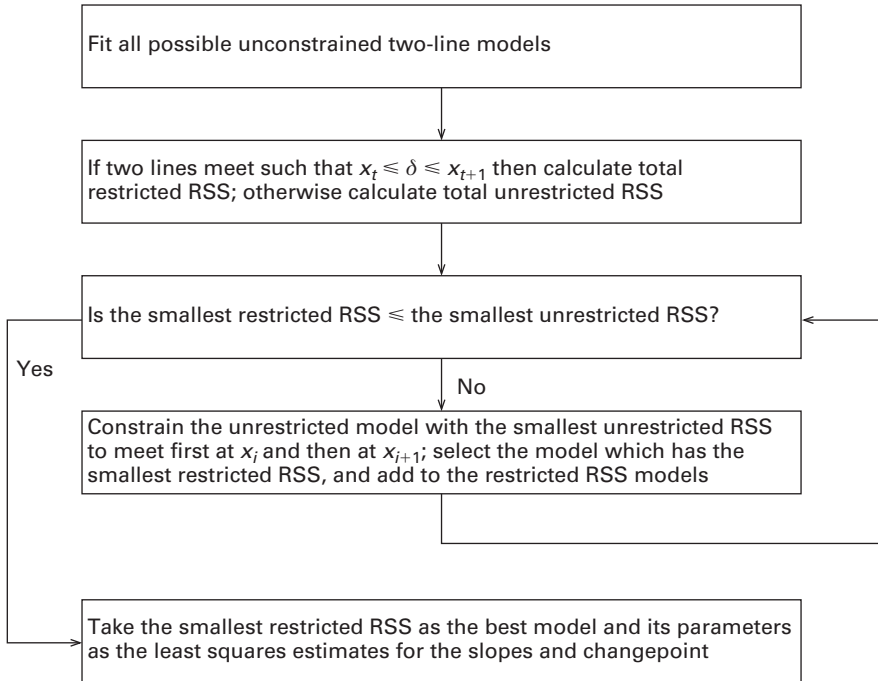 Fit all possible unconstrained two-line models
If two lines meet such that xₜ ⩽ δ ⩽ xₜ₊₁ then calculate total
restricted RSS; otherwise calculate total unrestricted RSS
Is the smallest restricted RSS ⩽ the smallest unrestricted RSS?
Yes
No
Constrain the unrestricted model with the smallest unrestricted RSS
to meet first at xᵢ and then at xᵢ₊₁; select the model which has the
smallest restricted RSS, and add to the restricted RSS models
Take the smallest restricted RSS as the best model and its parameters
as the least squares estimates for the slopes and changepoint